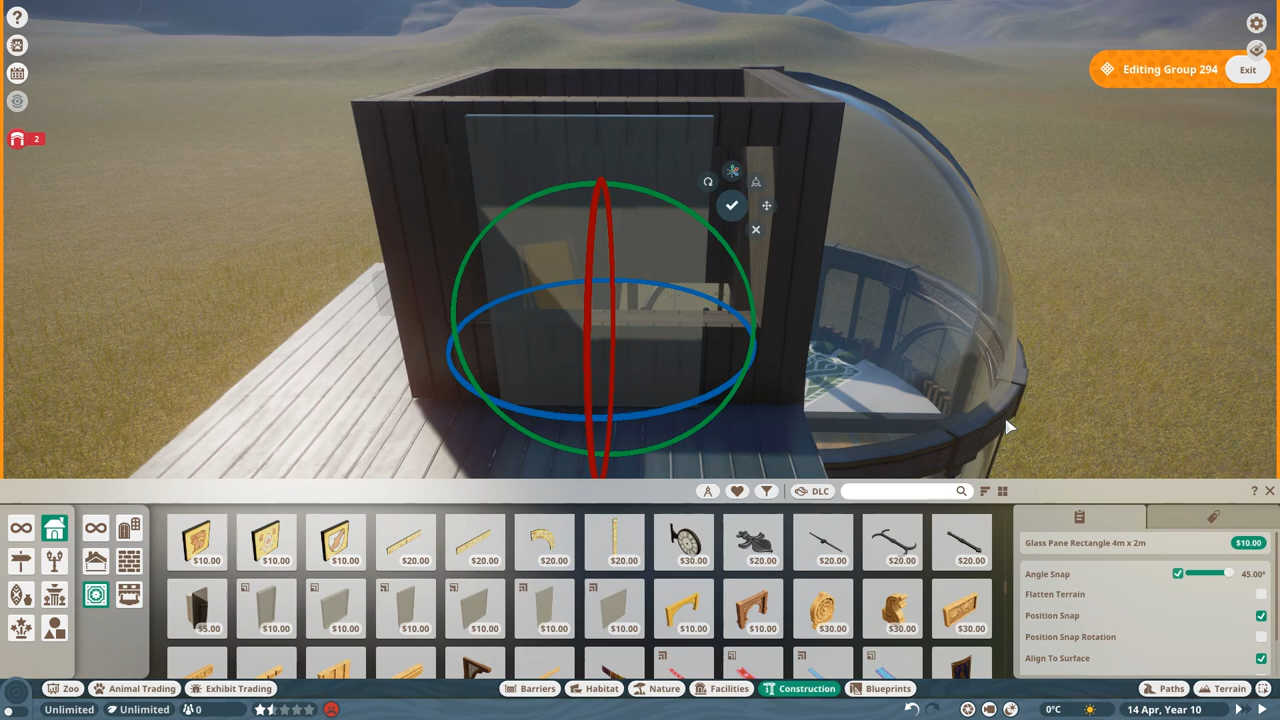 ?
Editing Group 294
Exit
2
DLC
?
$10.00 $10.00 $10.00 $20.00 $20.00 $20.00 $20.00 $30.00 $20.00 $20.00 $20.00 $20.00
Glass Pane Rectangle 4m x 2m $10.00
Angle Snap 45.00°
Flatten Terrain
$5.00 $10.00 $10.00 $10.00 $10.00 $10.00 $10.00 $10.00 $10.00 $30.00 $30.00 $30.00
Position Snap
Position Snap Rotation
Align To Surface
Zoo Animal Trading Exhibit Trading Barriers Habitat Nature Facilities Construction Blueprints Paths Terrain
Unlimited Unlimited 0 0°C 14 Apr, Year 10